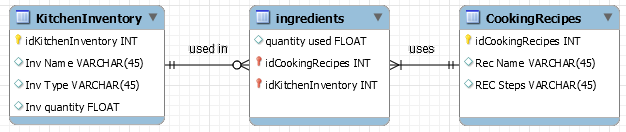 KitchenInventory
idKitchenInventory INT
Inv Name VARCHAR(45)
Inv Type VARCHAR(45)
Inv quantity FLOAT
used in
ingredients
quantity used FLOAT
idCookingRecipes INT
idKitchenInventory INT
uses
CookingRecipes
idCookingRecipes INT
Rec Name VARCHAR(45)
REC Steps VARCHAR(45)